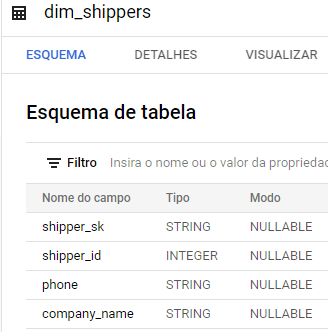 dim_shippers
ESQUEMA DETALHES VISUALIZAR
Esquema de tabela
Filtro Insira o nome ou o valor da propriedad
Nome do campo Tipo Modo
shipper_sk STRING NULLABLE
shipper_id INTEGER NULLABLE
phone STRING NULLABLE
company_name STRING NULLABLE